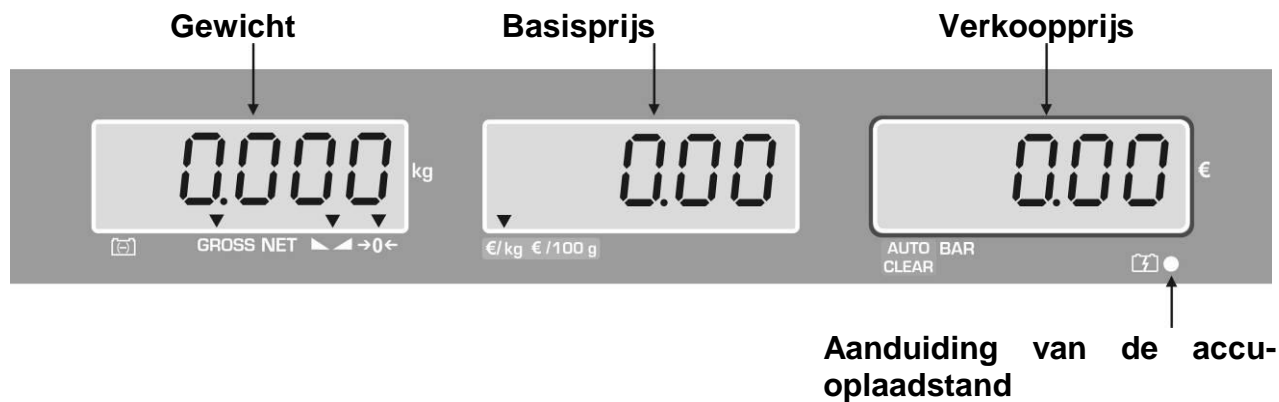 Gewicht Basisprijs Verkoopprijs
0.000 kg 0.00 0.00 €
GROSS NET →0← €/kg €/100 g AUTO BAR
CLEAR
Aanduiding van de accu-
oplaadstand